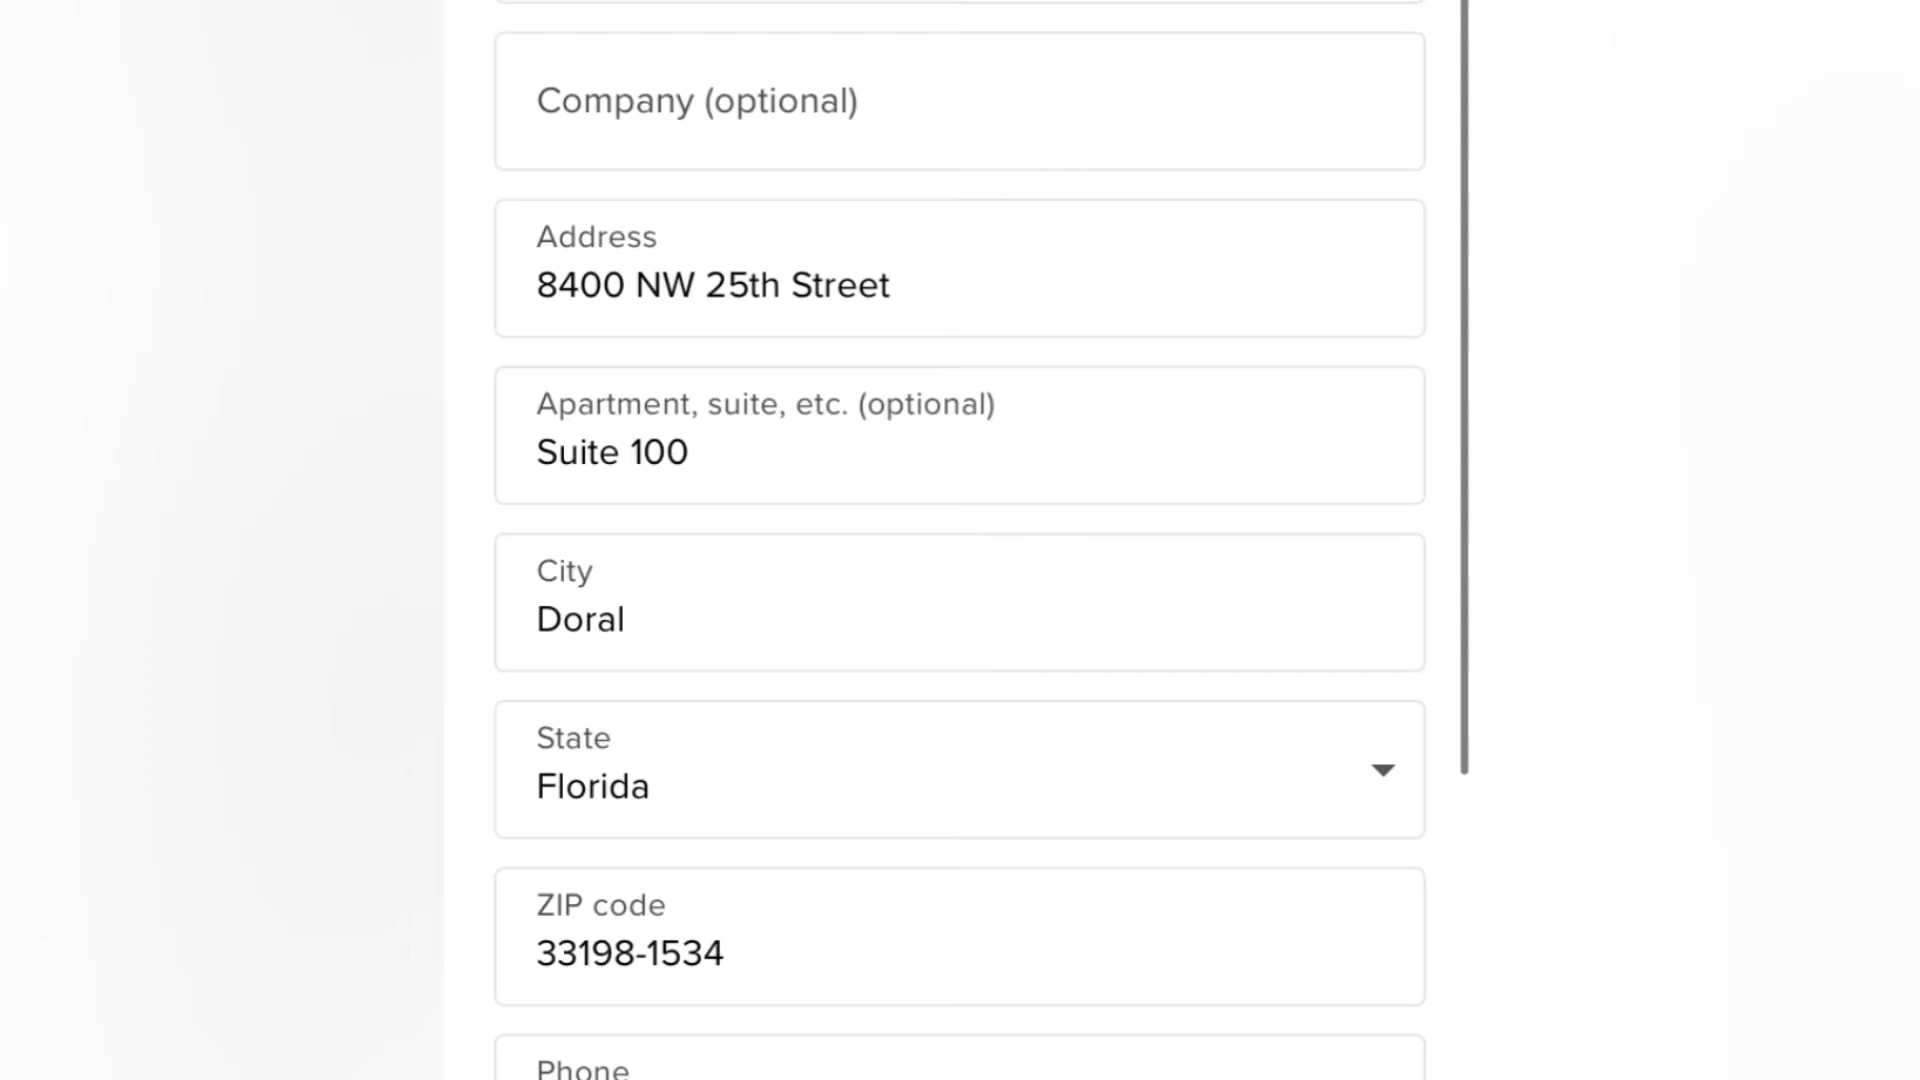 Company (optional)
Address
8400 NW 25th Street
Apartment, suite, etc. (optional)
Suite 100
City
Doral
State
Florida
ZIP code
33198-1534
Phone